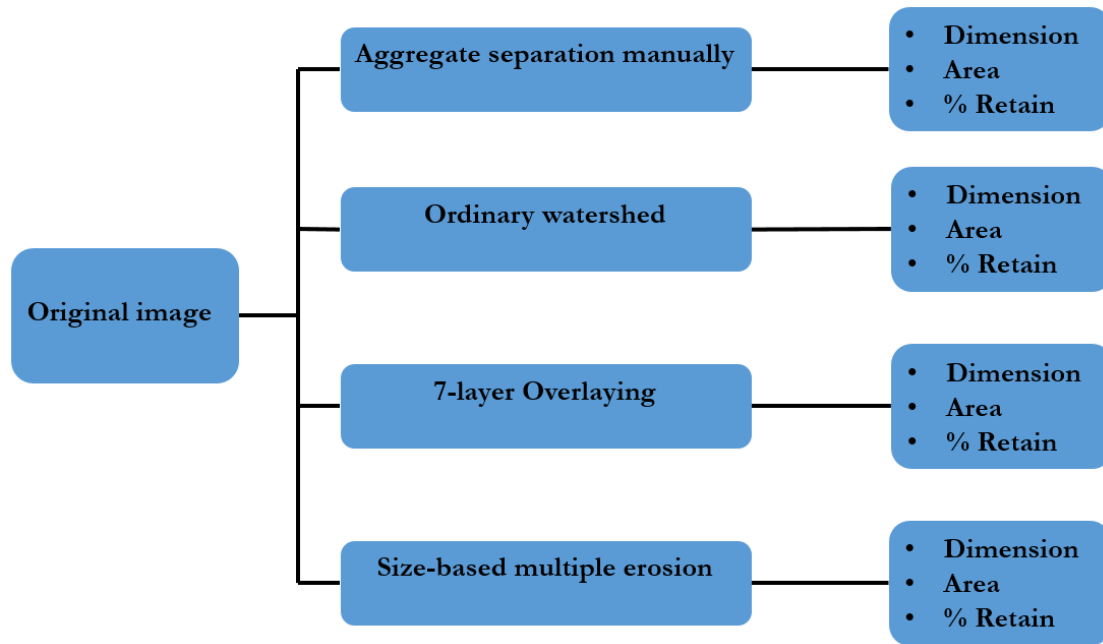 Original image
Aggregate separation manually
• Dimension
• Area
• % Retain
Ordinary watershed
• Dimension
• Area
• % Retain
7-layer Overlaying
• Dimension
• Area
• % Retain
Size-based multiple erosion
• Dimension
• Area
• % Retain